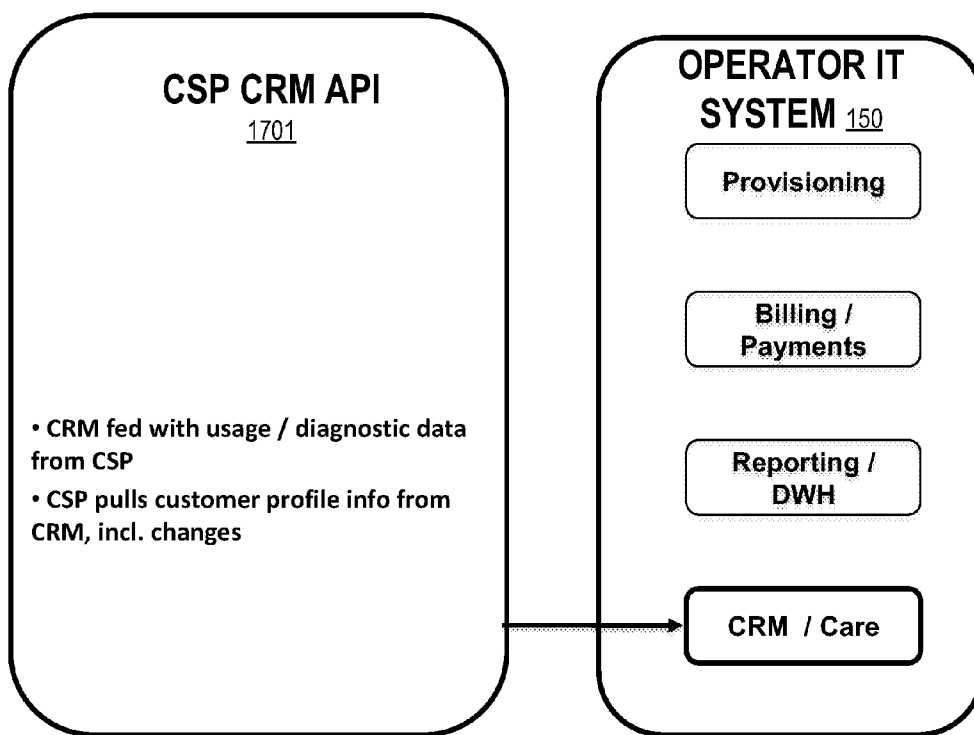 CSP CRM API
1701
• CRM fed with usage / diagnostic data
from CSP
• CSP pulls customer profile info from
CRM, incl. changes
OPERATOR IT
SYSTEM 150
Provisioning
Billing /
Payments
Reporting /
DWH
CRM / Care